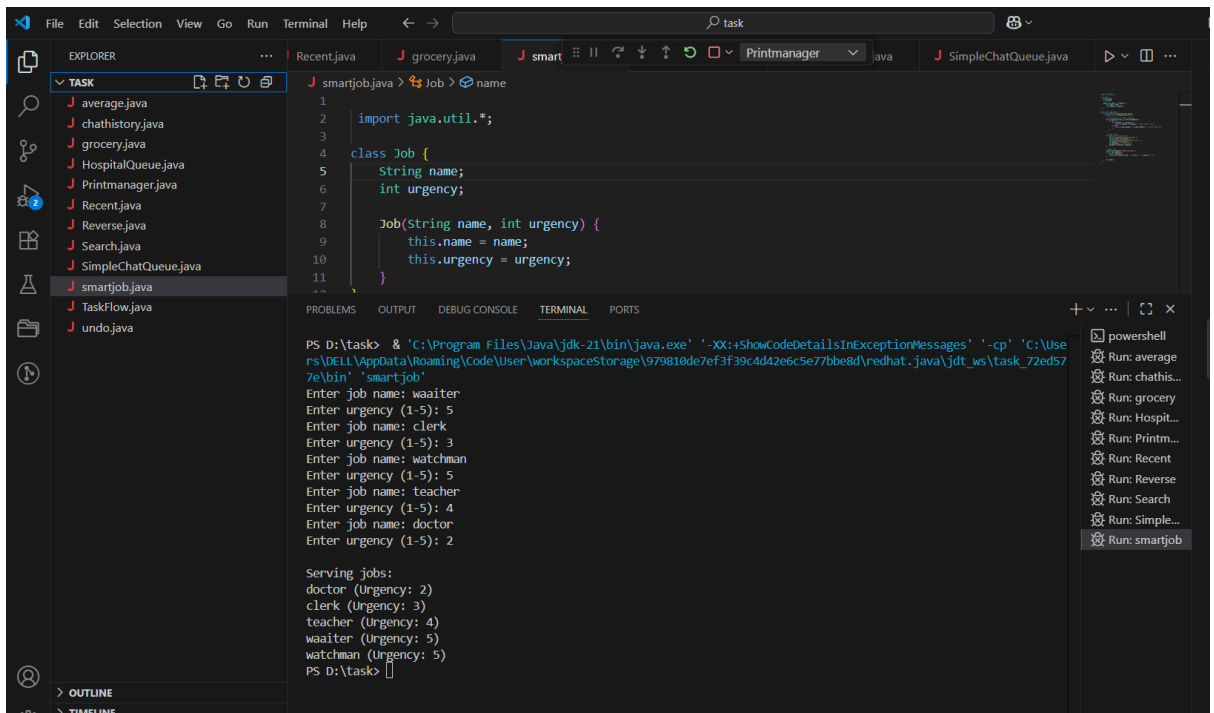 File Edit Selection View Go Run Terminal Help
task
EXPLORER
TASK
average.java
chathistory.java
grocery.java
HospitalQueue.java
Printmanager.java
Recent.java
Reverse.java
Search.java
SimpleChatQueue.java
smartjob.java
TaskFlow.java
undo.java
OUTLINE
TIMELINE
2
Recent.java
grocery.java
smart
Printmanager
java
SimpleChatQueue.java
smartjob.java > Job > name
1
2 import java.util.*;
3
4 class Job {
5 String name;
6 int urgency;
7
8 Job(String name, int urgency) {
9 this.name = name;
10 this.urgency = urgency;
11 }
12 }
PROBLEMS OUTPUT DEBUG CONSOLE TERMINAL PORTS
PS D:\task> & 'C:\Program Files\Java\jdk-21\bin\java.exe' '-XX:+ShowCodeDetailsInExceptionMessages' '-cp' 'C:\Use
rs\DELL\AppData\Roaming\Code\User\workspaceStorage\979810de7ef3f39c4d42e6c5e77bbe8d\redhat.java\jdt_ws\task_72ed57
7e\bin' 'smartjob'
Enter job name: waaiter
Enter urgency (1-5): 5
Enter job name: clerk
Enter urgency (1-5): 3
Enter job name: watchman
Enter urgency (1-5): 5
Enter job name: teacher
Enter urgency (1-5): 4
Enter job name: doctor
Enter urgency (1-5): 2
Serving jobs:
doctor (Urgency: 2)
clerk (Urgency: 3)
teacher (Urgency: 4)
waaiter (Urgency: 5)
watchman (Urgency: 5)
PS D:\task>
powershell
Run: average
Run: chathis...
Run: grocery
Run: Hospit...
Run: Printm...
Run: Recent
Run: Reverse
Run: Search
Run: Simple...
Run: smartjob